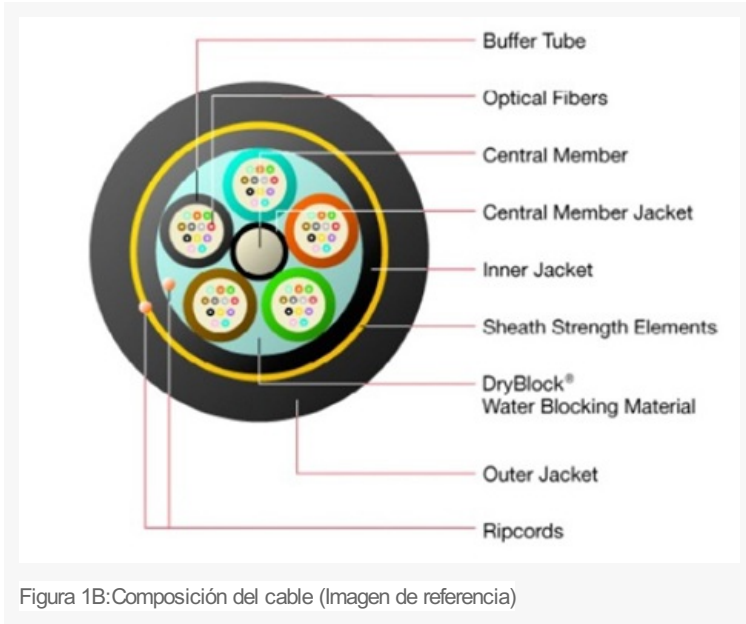 Buffer Tube
Optical Fibers
Central Member
Central Member Jacket
Inner Jacket
Sheath Strength Elements
DryBlock®
Water Blocking Material
Outer Jacket
Ripcords
Figura 1B:Composición del cable (Imagen de referencia)